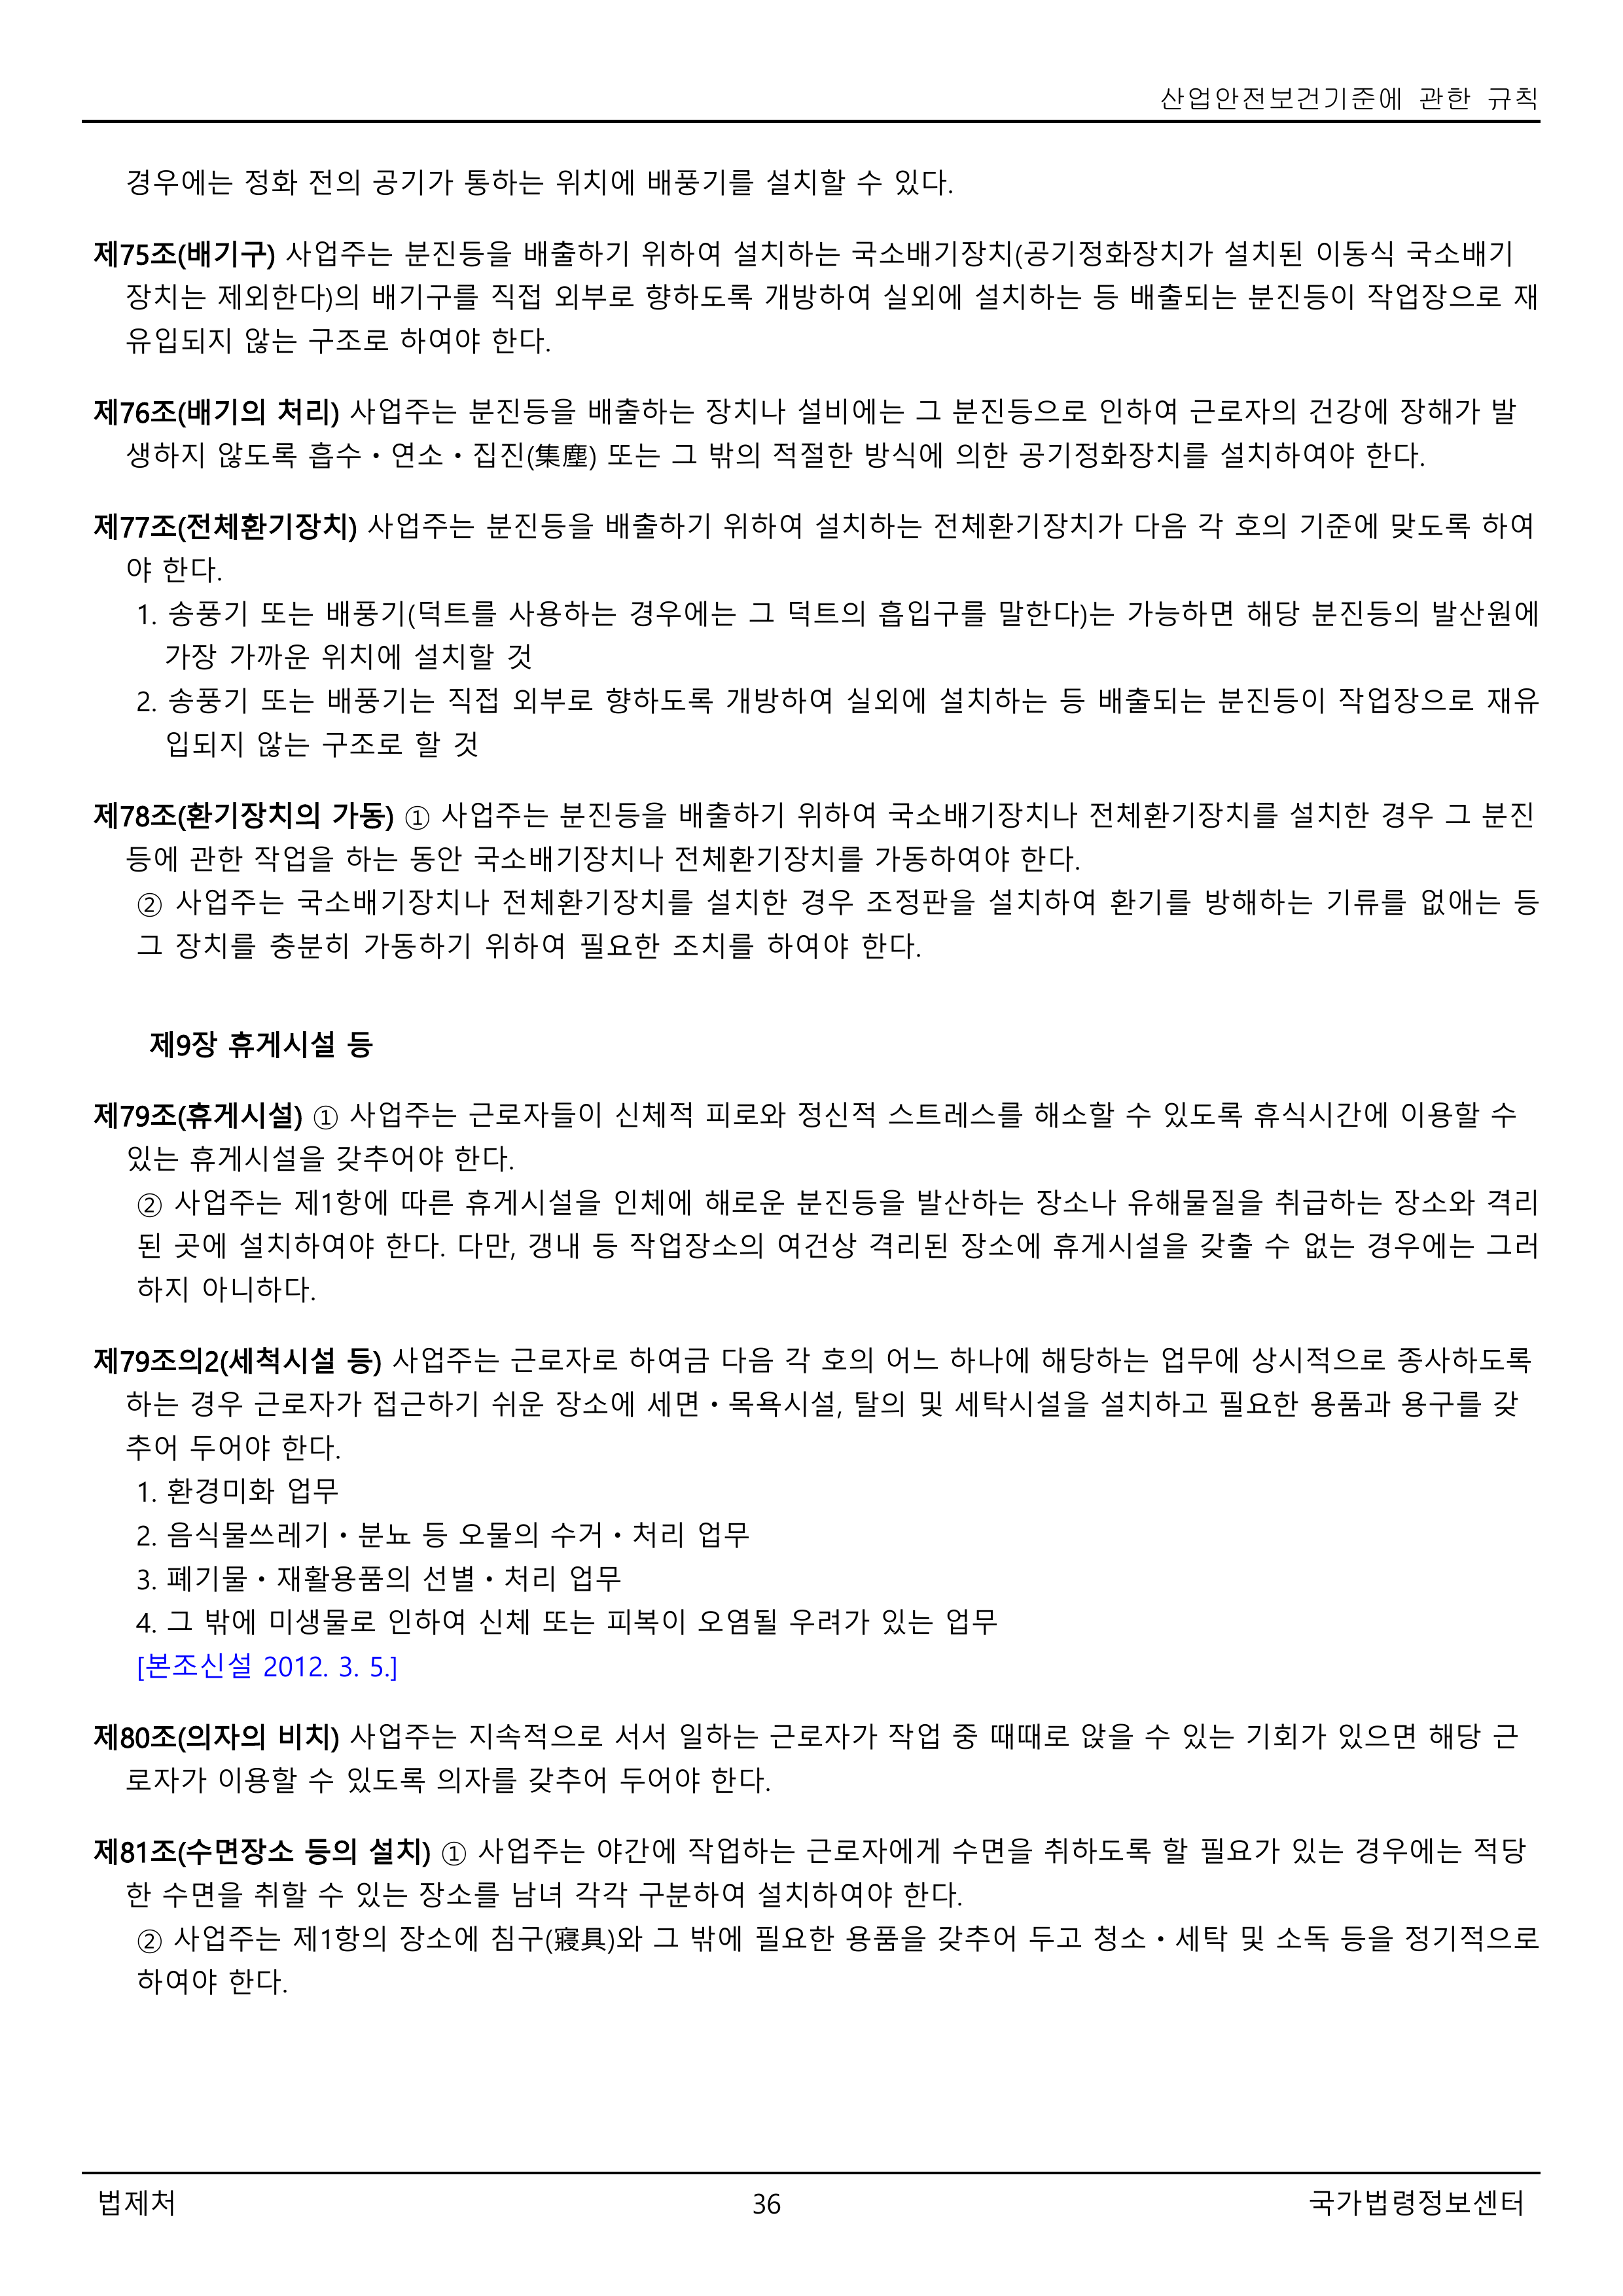 산업안전보건기준에 관한 규칙
경우에는 정화 전의 공기가 통하는 위치에 배풍기를 설치할 수 있다.
제75조(배기구) 사업주는 분진등을 배출하기 위하여 설치하는 국소배기장치(공기정화장치가 설치된 이동식 국소배기
장치는 제외한다)의 배기구를 직접 외부로 향하도록 개방하여 실외에 설치하는 등 배출되는 분진등이 작업장으로 재
유입되지 않는 구조로 하여야 한다.
제76조(배기의 처리) 사업주는 분진등을 배출하는 장치나 설비에는 그 분진등으로 인하여 근로자의 건강에 장해가 발
생하지 않도록 흡수ㆍ연소ㆍ집진(集塵) 또는 그 밖의 적절한 방식에 의한 공기정화장치를 설치하여야 한다.
제77조(전체환기장치) 사업주는 분진등을 배출하기 위하여 설치하는 전체환기장치가 다음 각 호의 기준에 맞도록 하여
야 한다.
1. 송풍기 또는 배풍기(덕트를 사용하는 경우에는 그 덕트의 흡입구를 말한다)는 가능하면 해당 분진등의 발산원에
가장 가까운 위치에 설치할 것
2. 송풍기 또는 배풍기는 직접 외부로 향하도록 개방하여 실외에 설치하는 등 배출되는 분진등이 작업장으로 재유
입되지 않는 구조로 할 것
제78조(환기장치의 가동) ① 사업주는 분진등을 배출하기 위하여 국소배기장치나 전체환기장치를 설치한 경우 그 분진
등에 관한 작업을 하는 동안 국소배기장치나 전체환기장치를 가동하여야 한다.
② 사업주는 국소배기장치나 전체환기장치를 설치한 경우 조정판을 설치하여 환기를 방해하는 기류를 없애는 등
그 장치를 충분히 가동하기 위하여 필요한 조치를 하여야 한다.
제9장 휴게시설 등
제79조(휴게시설) ① 사업주는 근로자들이 신체적 피로와 정신적 스트레스를 해소할 수 있도록 휴식시간에 이용할 수
있는 휴게시설을 갖추어야 한다.
② 사업주는 제1항에 따른 휴게시설을 인체에 해로운 분진등을 발산하는 장소나 유해물질을 취급하는 장소와 격리
된 곳에 설치하여야 한다. 다만, 갱내 등 작업장소의 여건상 격리된 장소에 휴게시설을 갖출 수 없는 경우에는 그러
하지 아니하다.
제79조의2(세척시설 등) 사업주는 근로자로 하여금 다음 각 호의 어느 하나에 해당하는 업무에 상시적으로 종사하도록
하는 경우 근로자가 접근하기 쉬운 장소에 세면ㆍ목욕시설, 탈의 및 세탁시설을 설치하고 필요한 용품과 용구를 갖
추어 두어야 한다.
1. 환경미화 업무
2. 음식물쓰레기ㆍ분뇨 등 오물의 수거ㆍ처리 업무
3. 폐기물ㆍ재활용품의 선별ㆍ처리 업무
4. 그 밖에 미생물로 인하여 신체 또는 피복이 오염될 우려가 있는 업무
[본조신설 2012. 3. 5.]
제80조(의자의 비치) 사업주는 지속적으로 서서 일하는 근로자가 작업 중 때때로 앉을 수 있는 기회가 있으면 해당 근
로자가 이용할 수 있도록 의자를 갖추어 두어야 한다.
제81조(수면장소 등의 설치) ① 사업주는 야간에 작업하는 근로자에게 수면을 취하도록 할 필요가 있는 경우에는 적당
한 수면을 취할 수 있는 장소를 남녀 각각 구분하여 설치하여야 한다.
② 사업주는 제1항의 장소에 침구(寢具)와 그 밖에 필요한 용품을 갖추어 두고 청소ㆍ세탁 및 소독 등을 정기적으로
하여야 한다.
법제처 36 국가법령정보센터